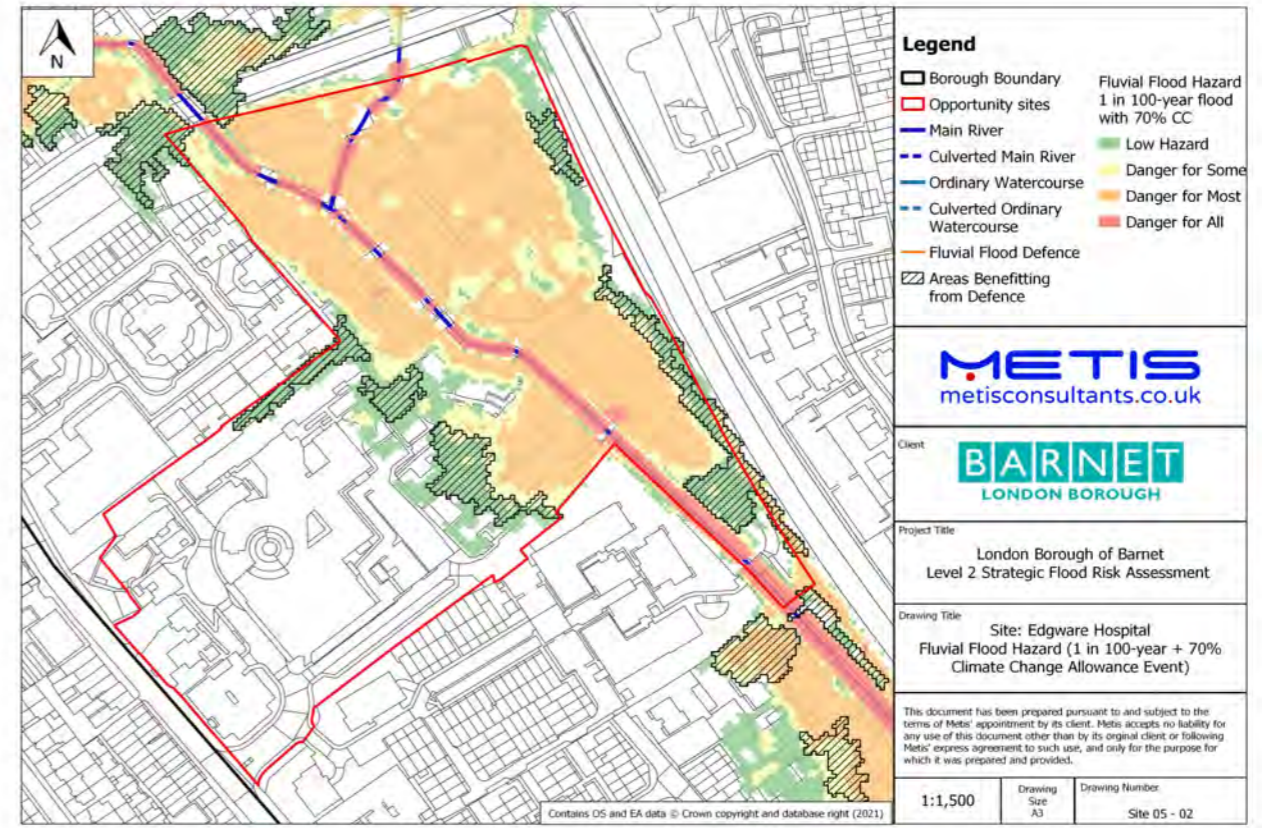 N
Legend
Borough Boundary
Opportunity sites
Main River
Culverted Main River
Ordinary Watercourse
Culverted Ordinary
Watercourse
Fluvial Flood Defence
Areas Benefitting
from Defence
Fluvial Flood Hazard
1 in 100-year flood
with 70% CC
Low Hazard
Danger for Some
Danger for Most
Danger for All
METIS
metisconsultants.co.uk
Client
BARNET
LONDON BOROUGH
Project Title
London Borough of Barnet
Level 2 Strategic Flood Risk Assessment
Drawing Title
Site: Edgware Hospital
Fluvial Flood Hazard (1 in 100-year + 70%
Climate Change Allowance Event)
This document has been prepared pursuant to and subject to the
terms of Metis' appointment by its client. Metis accepts no liability for
any use of this document other than by its orginal client or following
Metis' express agreement to such use, and only for the purpose for
which it was prepared and provided.
1:1,500
Drawing
Size
A3
Drawing Number
Site 05 - 02
Contains OS and EA data © Crown copyright and database right (2021)